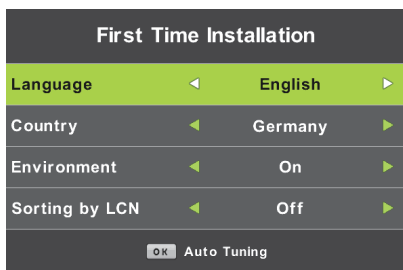 First Time Installation
Language English
Country Germany
Environment On
Sorting by LCN Off
OK Auto Tuning